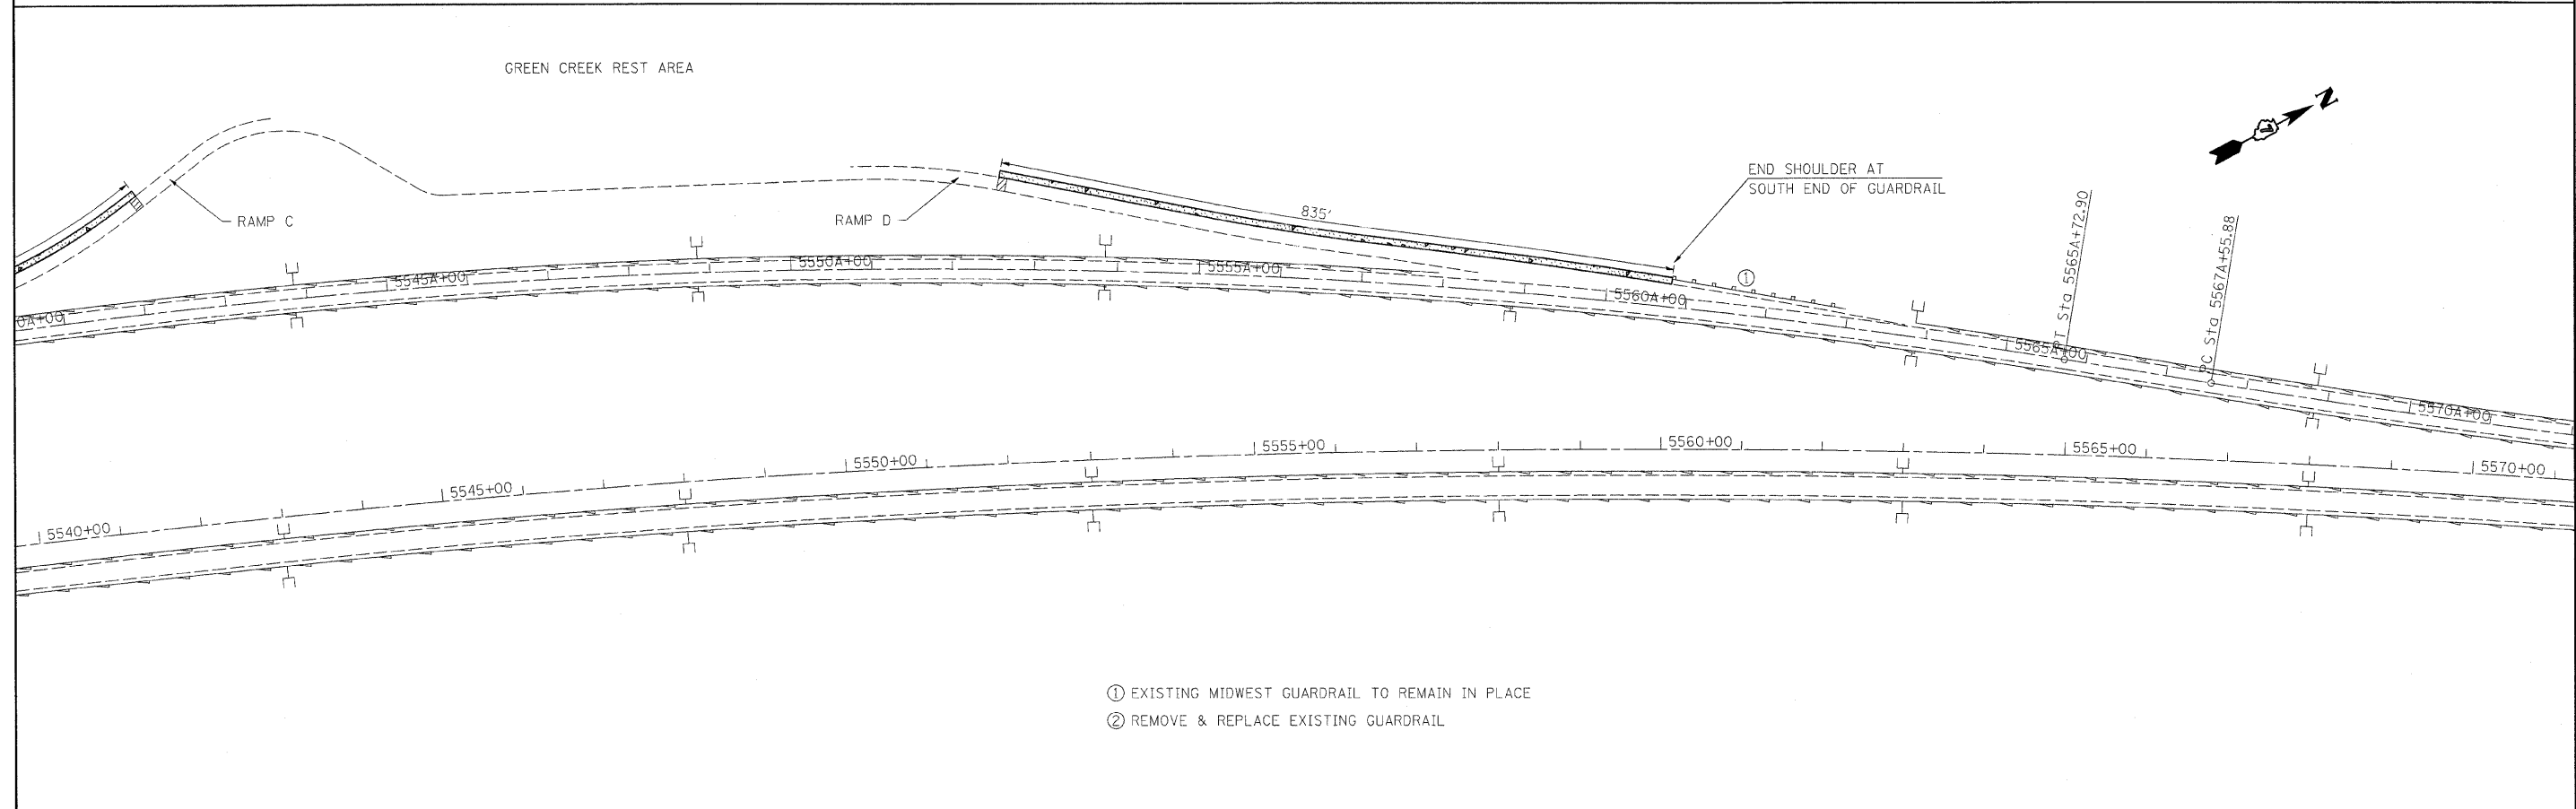 GREEN CREEK REST AREA
N
END SHOULDER AT
SOUTH END OF GUARDRAIL
RAMP C
RAMP D
835'
①
PT Sta 5565A+72.90
PC Sta 5567A+55.88
0A+00
5545A+00
5550A+00
5555A+00
5560A+00
5565A+00
5570A+00
5540+00
5545+00
5550+00
5555+00
5560+00
5565+00
5570+00
① EXISTING MIDWEST GUARDRAIL TO REMAIN IN PLACE
② REMOVE & REPLACE EXISTING GUARDRAIL